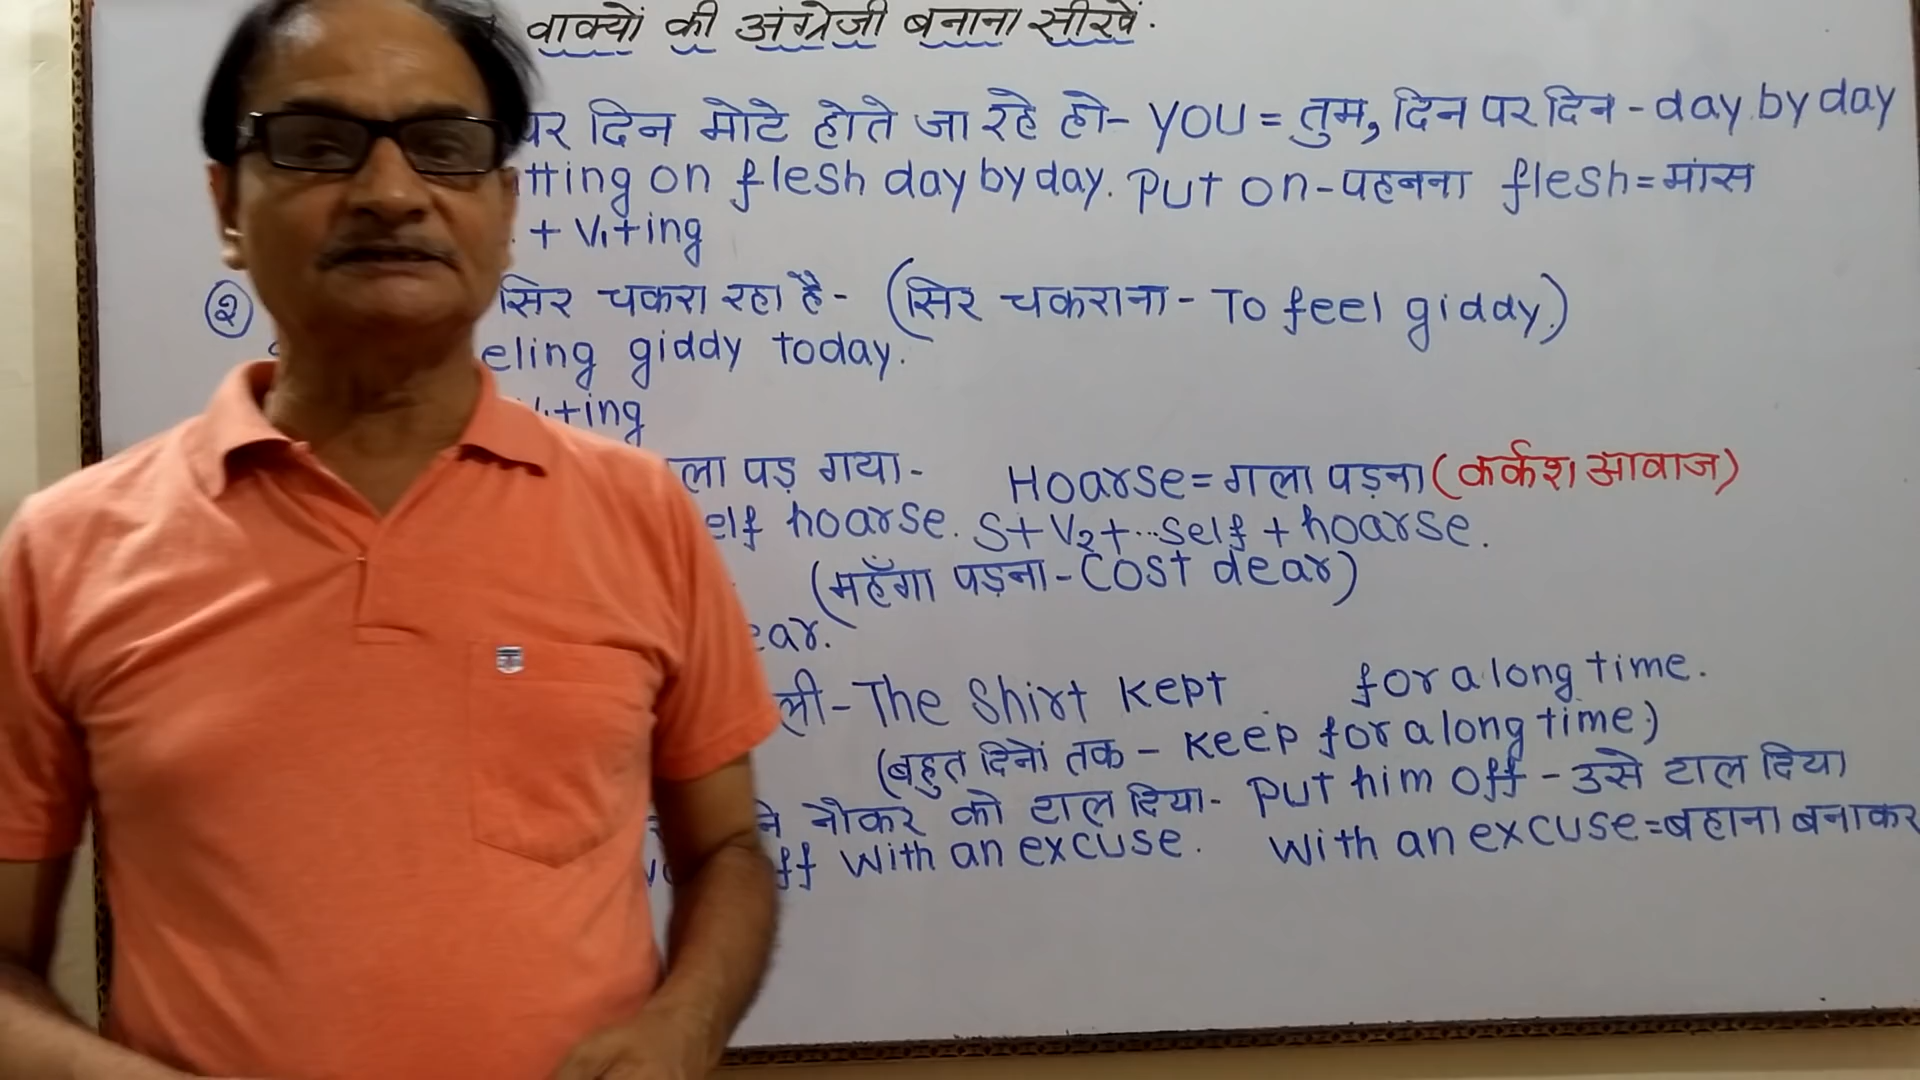 वाक्यों की अंग्रेजी बनाना सीखें.
पर दिन मोटे होते जा रहे हो- YOU = तुम, दिन पर दिन - day by day
tting on flesh day by day. PUT ON-पहनना flesh=मांस
+ V₁+ing
२ सिर चकरा रहा है- (सिर चकराना - To feel giddy.)
eling giddy today.
+ing
ला पड़ गया- Hoarse=गला पड़ना (कर्कश आवाज)
elf hoarse. S+V₂+...self + hoarse.
(महँगा पड़ना-Cost dear)
ear.
ली-The Shirt Kept for a long time.
(बहुत दिनों तक - Keep for a long time)
ने नौकर को टाल दिया- PUT him off - उसे टाल दिया
ff with an excuse. With an excuse=बहाना बनाकर